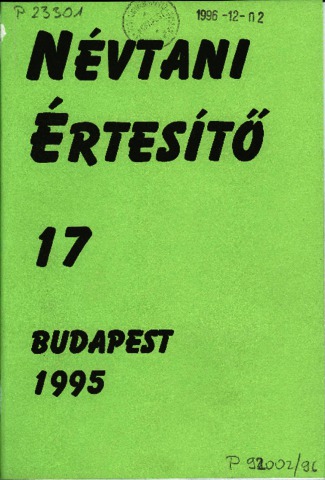 P 23301
1996 -12- 02
NÉVTANI
ÉRTESÍTŐ
17
BUDAPEST
1995